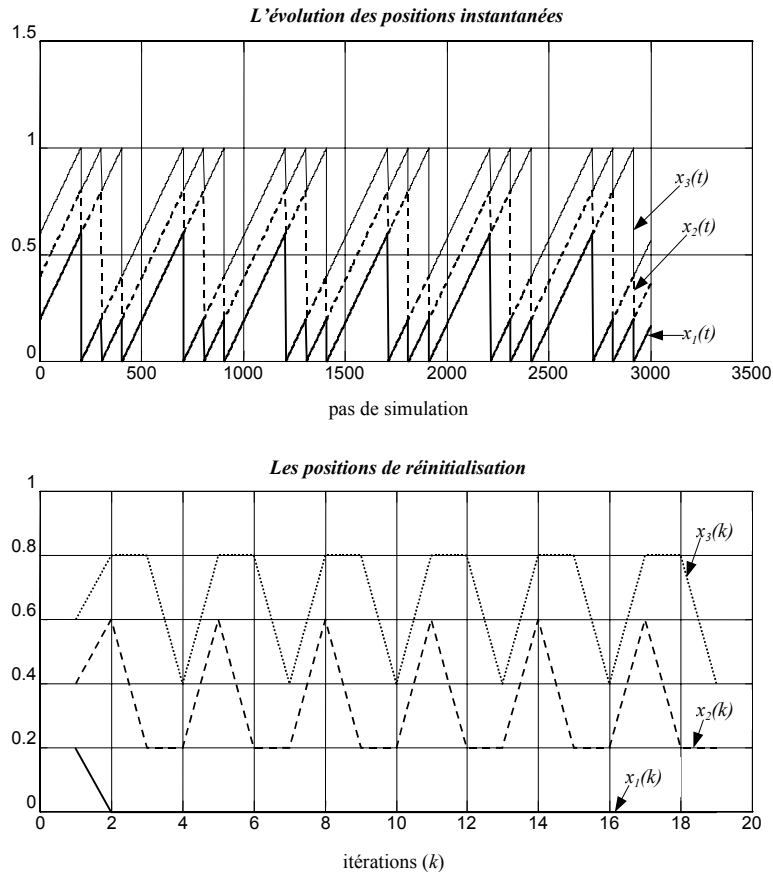 L'évolution des positions instantanées
1.5
1
x3(t)
x2(t)
0.5
x1(t)
0
0 500 1000 1500 2000 2500 3000 3500
pas de simulation
Les positions de réinitialisation
1
x3(k)
0.8
0.6
0.4
x2(k)
0.2
x1(k)
0
0 2 4 6 8 10 12 14 16 18 20
itérations (k)